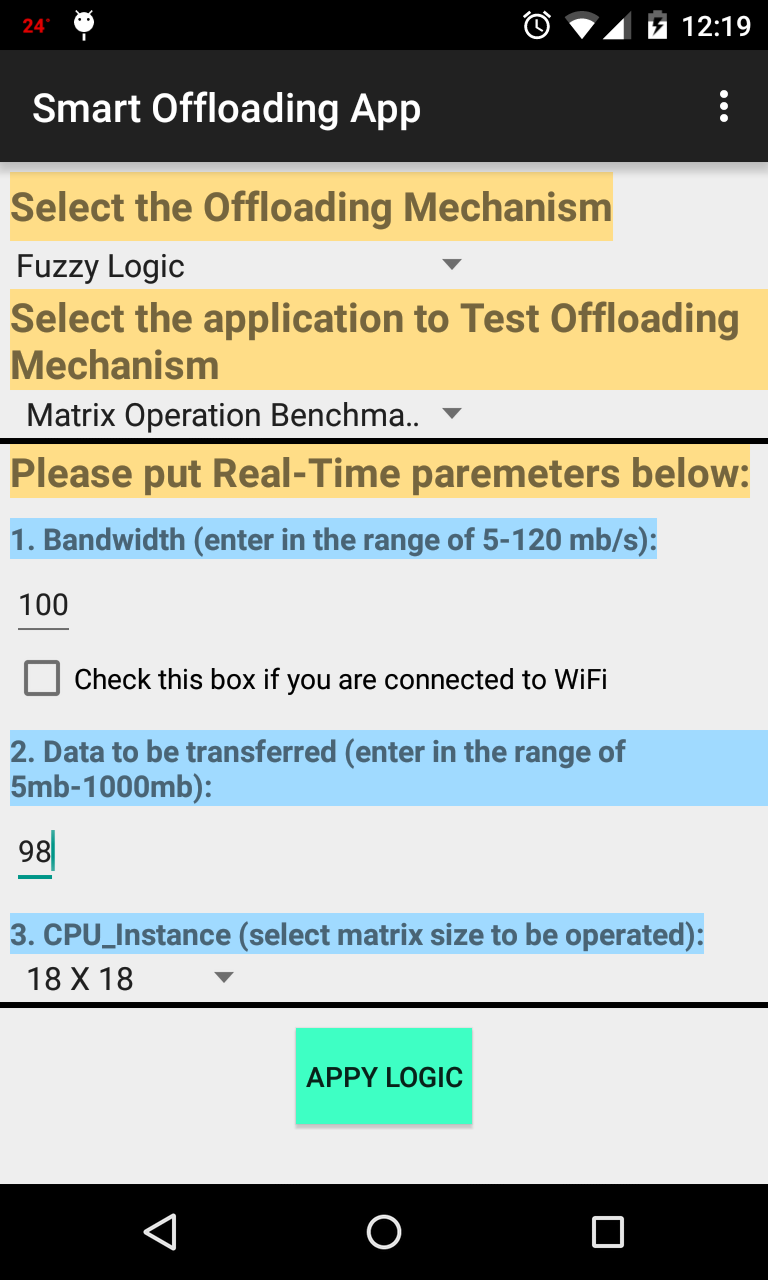 24°
12:19
Smart Offloading App
Select the Offloading Mechanism
Fuzzy Logic
Select the application to Test Offloading
Mechanism
Matrix Operation Benchma..
Please put Real-Time paremeters below:
1. Bandwidth (enter in the range of 5-120 mb/s):
100
Check this box if you are connected to WiFi
2. Data to be transferred (enter in the range of
5mb-1000mb):
98
3. CPU_Instance (select matrix size to be operated):
18 X 18
APPY LOGIC